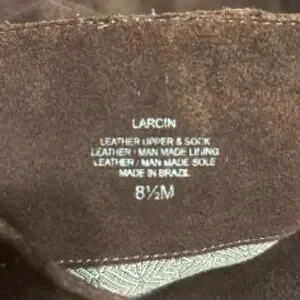 LARCIN
LEATHER UPPER & SOCK
LEATHER / MAN MADE LINING
LEATHER / MAN MADE SOLE
MADE IN BRAZIL
8½M